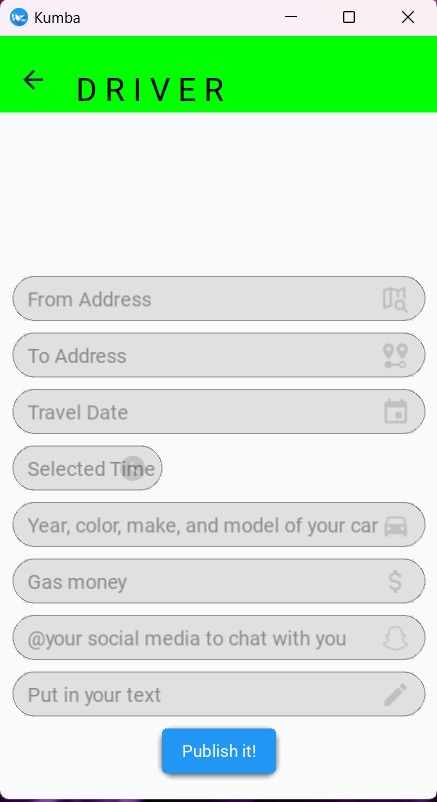 Kumba
DRIVER
From Address
To Address
Travel Date
Selected Time
Year, color, make, and model of your car
Gas money
$
@your social media to chat with you
Put in your text
Publish it!